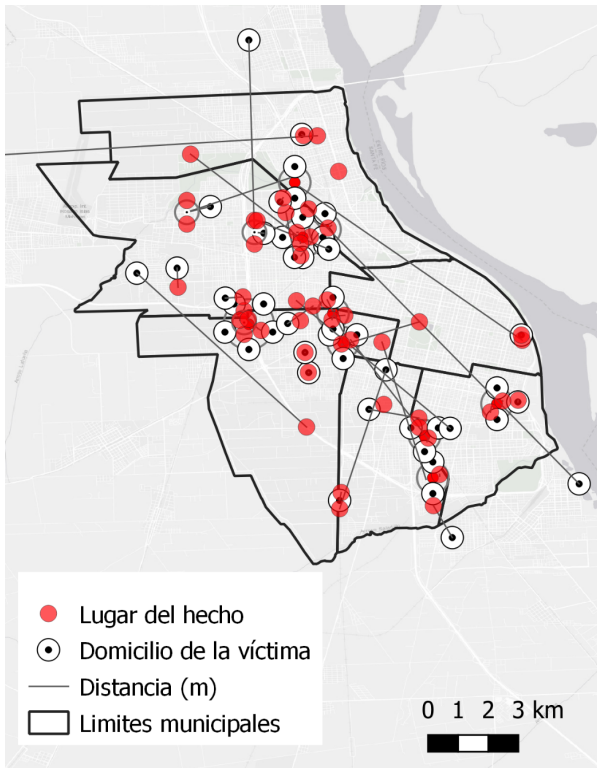 Lugar del hecho
Domicilio de la víctima
Distancia (m)
Limites municipales
0 1 2 3 km